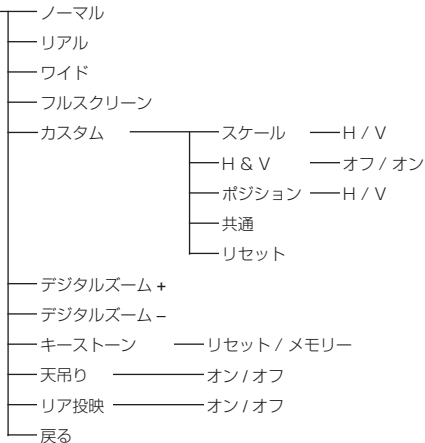 ノーマル
リアル
ワイド
フルスクリーン
カスタム スケール H / V
H & V オフ / オン
ポジション H / V
共通
リセット
デジタルズーム +
デジタルズーム –
キーストーン リセット / メモリー
天吊り オン / オフ
リア投映 オン / オフ
戻る